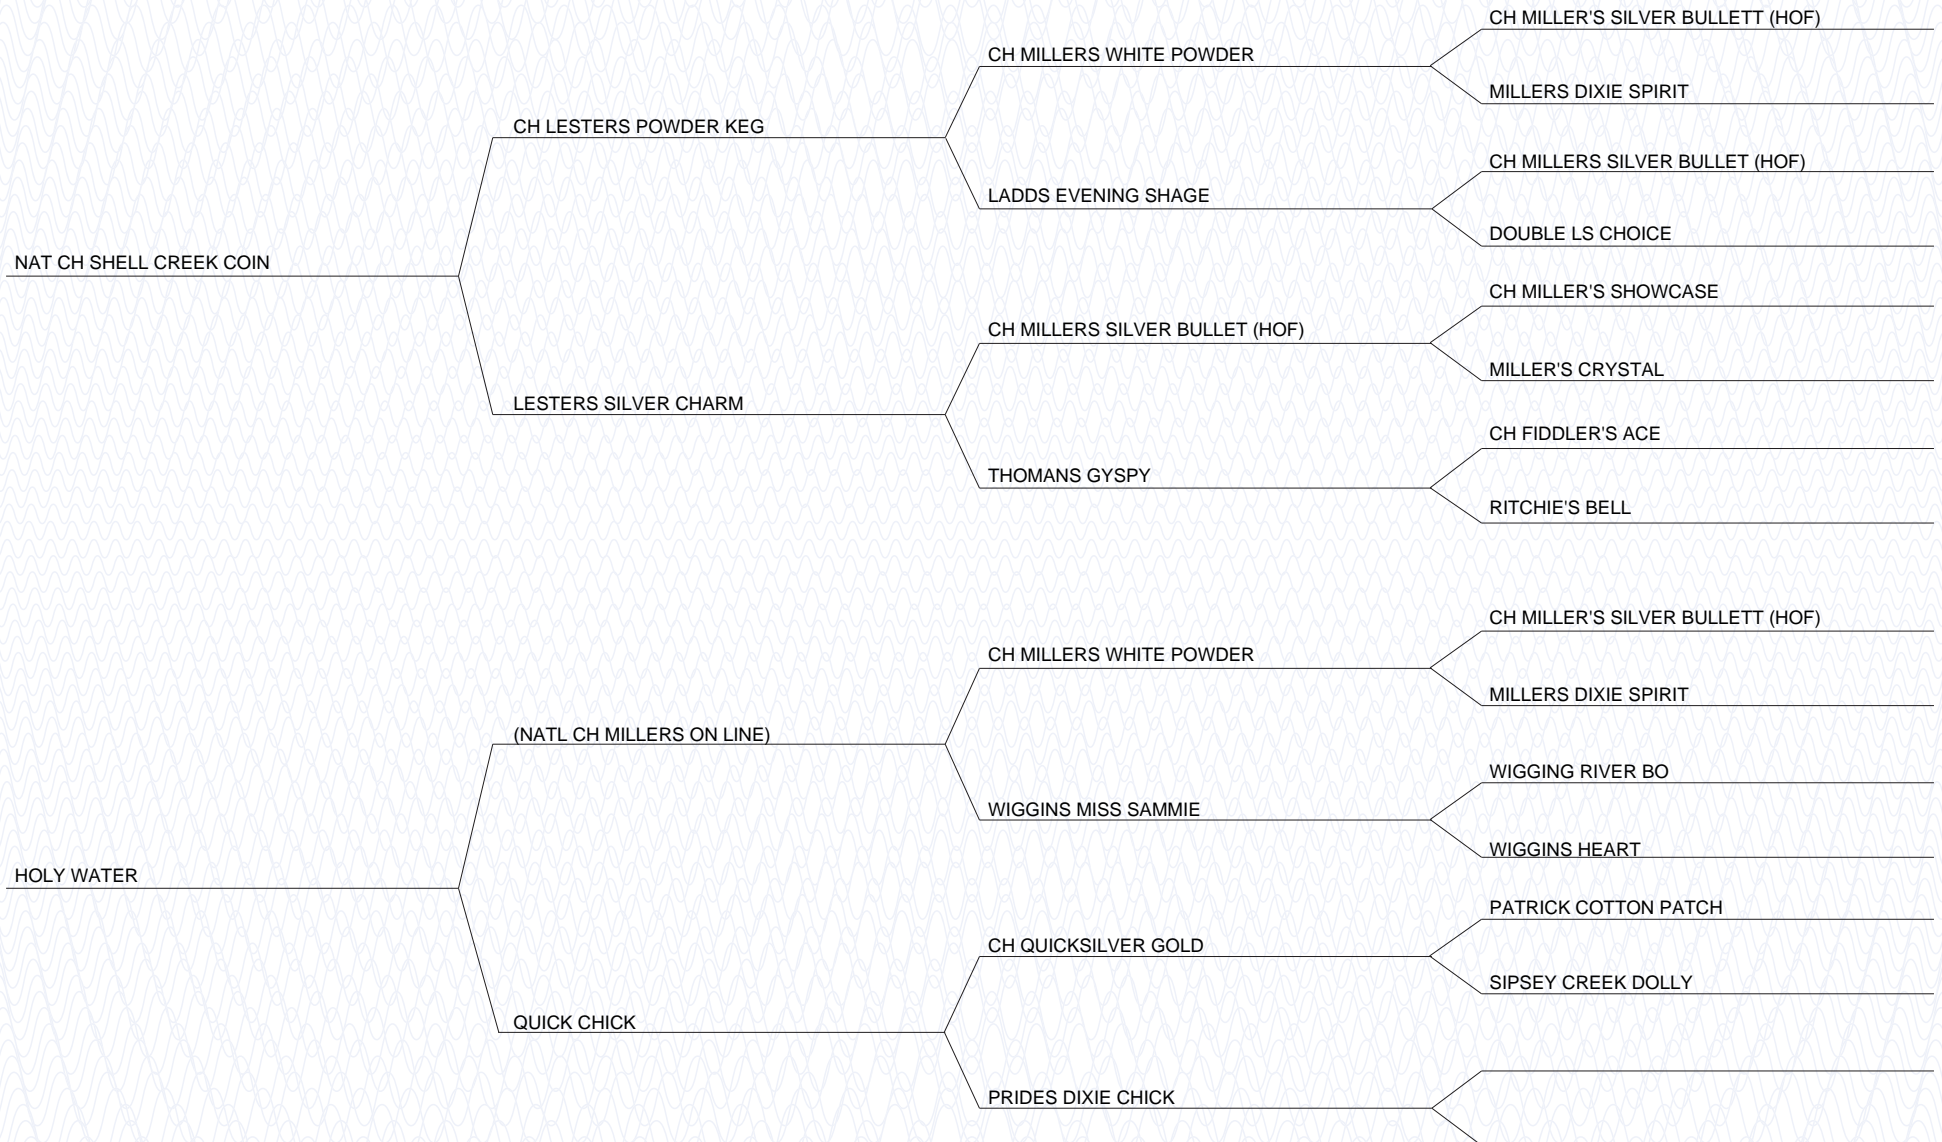 CH MILLER'S SILVER BULLETT (HOF)
CH MILLERS WHITE POWDER
MILLERS DIXIE SPIRIT
CH LESTERS POWDER KEG
CH MILLERS SILVER BULLET (HOF)
LADDS EVENING SHAGE
DOUBLE LS CHOICE
NAT CH SHELL CREEK COIN
CH MILLER'S SHOWCASE
CH MILLERS SILVER BULLET (HOF)
MILLER'S CRYSTAL
LESTERS SILVER CHARM
CH FIDDLER'S ACE
THOMANS GYSPY
RITCHIE'S BELL
CH MILLER'S SILVER BULLETT (HOF)
CH MILLERS WHITE POWDER
MILLERS DIXIE SPIRIT
(NATL CH MILLERS ON LINE)
WIGGING RIVER BO
WIGGINS MISS SAMMIE
WIGGINS HEART
HOLY WATER
PATRICK COTTON PATCH
CH QUICKSILVER GOLD
SIPSEY CREEK DOLLY
QUICK CHICK
PRIDES DIXIE CHICK